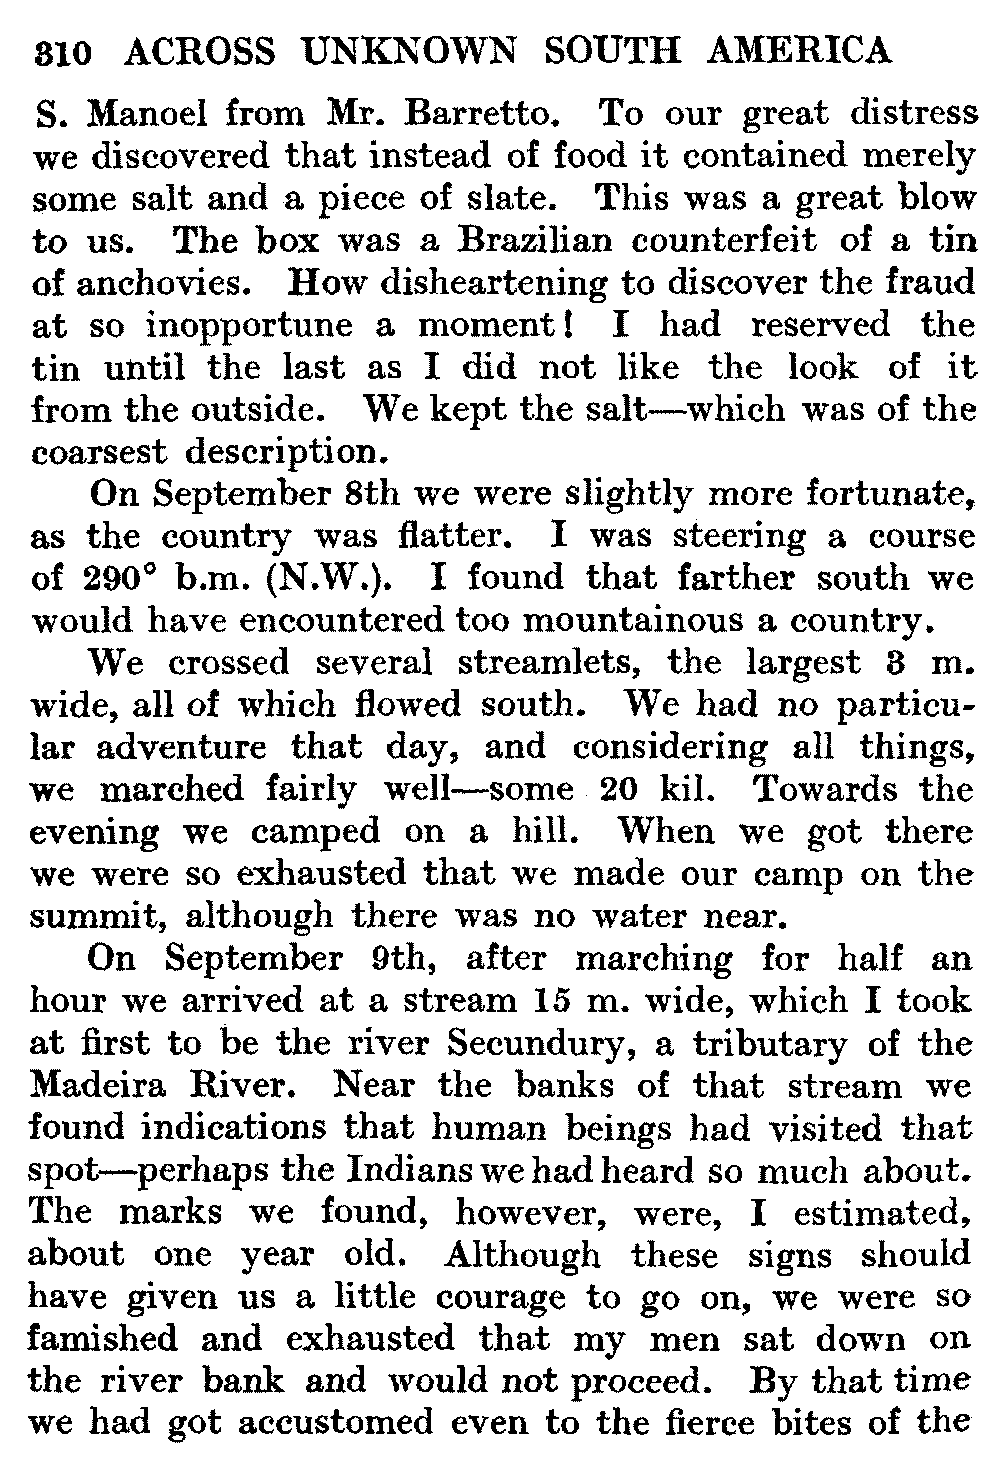 310 ACROSS UNKNOWN SOUTH AMERICA
S. Manoel from Mr. Barretto. To our great distress
we discovered that instead of food it contained merely
some salt and a piece of slate. This was a great blow
to us. The box was a Brazilian counterfeit of a tin
of anchovies. How disheartening to discover the fraud
at so inopportune a moment! I had reserved the
tin until the last as I did not like the look of it
from the outside. We kept the salt—which was of the
coarsest description.
On September 8th we were slightly more fortunate,
as the country was flatter. I was steering a course
of 290° b.m. (N.W.). I found that farther south we
would have encountered too mountainous a country.
We crossed several streamlets, the largest 3 m.
wide, all of which flowed south. We had no particu-
lar adventure that day, and considering all things,
we marched fairly well—some 20 kil. Towards the
evening we camped on a hill. When we got there
we were so exhausted that we made our camp on the
summit, although there was no water near.
On September 9th, after marching for half an
hour we arrived at a stream 15 m. wide, which I took
at first to be the river Secundury, a tributary of the
Madeira River. Near the banks of that stream we
found indications that human beings had visited that
spot—perhaps the Indians we had heard so much about.
The marks we found, however, were, I estimated,
about one year old. Although these signs should
have given us a little courage to go on, we were so
famished and exhausted that my men sat down on
the river bank and would not proceed. By that time
we had got accustomed even to the fierce bites of the